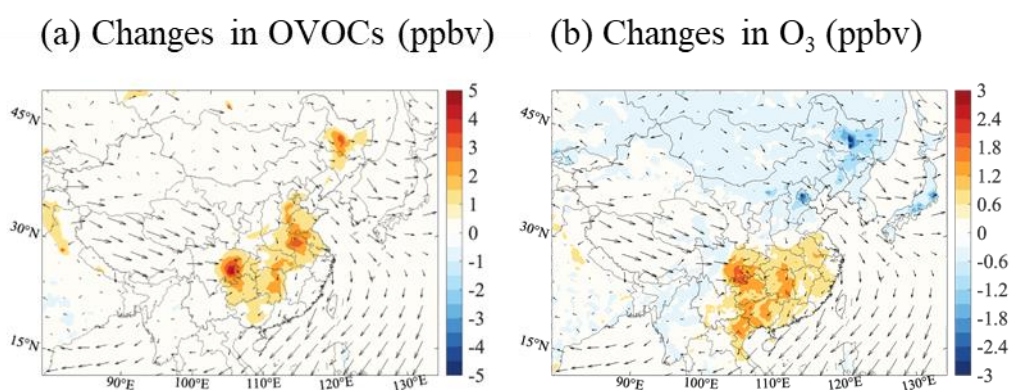 (a) Changes in OVOCs (ppbv)
(b) Changes in O₃ (ppbv)
45°N
30°N
15°N
90°E 100°E 110°E 120°E 130°E
5
4
3
2
1
0
-1
-2
-3
-4
-5
45°N
30°N
15°N
90°E 100°E 110°E 120°E 130°E
3
2.4
1.8
1.2
0.6
0
-0.6
-1.2
-1.8
-2.4
-3